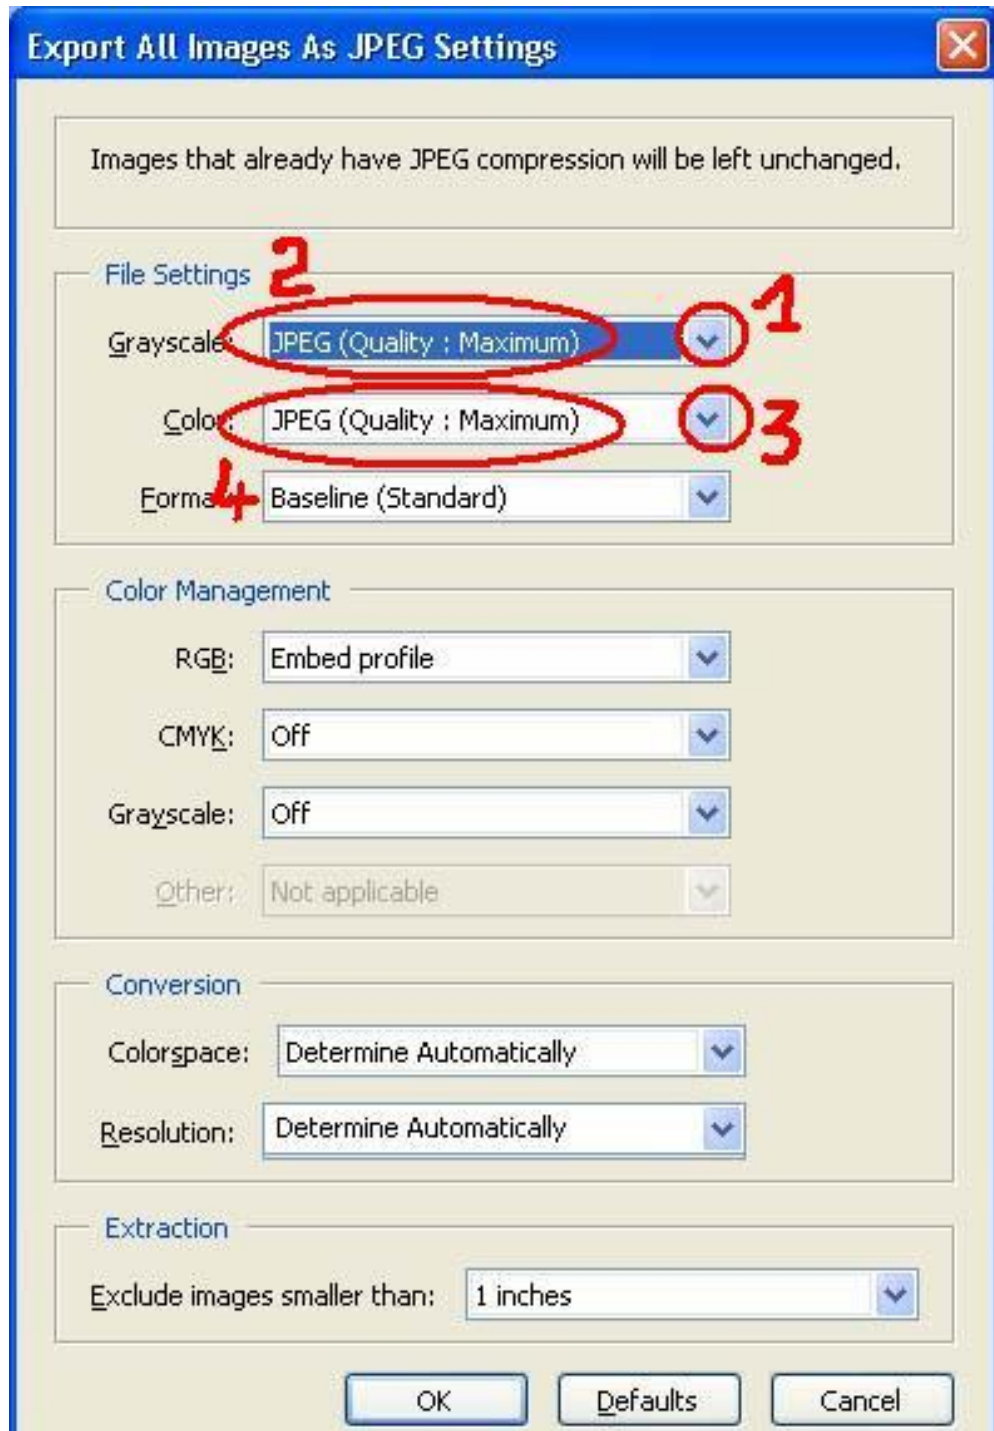 Export All Images As JPEG Settings
Images that already have JPEG compression will be left unchanged.
File Settings 2
Grayscale: JPEG (Quality : Maximum) 1
Color: JPEG (Quality : Maximum) 3
Format: 4 Baseline (Standard)
Color Management
RGB: Embed profile
CMYK: Off
Grayscale: Off
Other: Not applicable
Conversion
Colorspace: Determine Automatically
Resolution: Determine Automatically
Extraction
Exclude images smaller than: 1 inches
OK Defaults Cancel